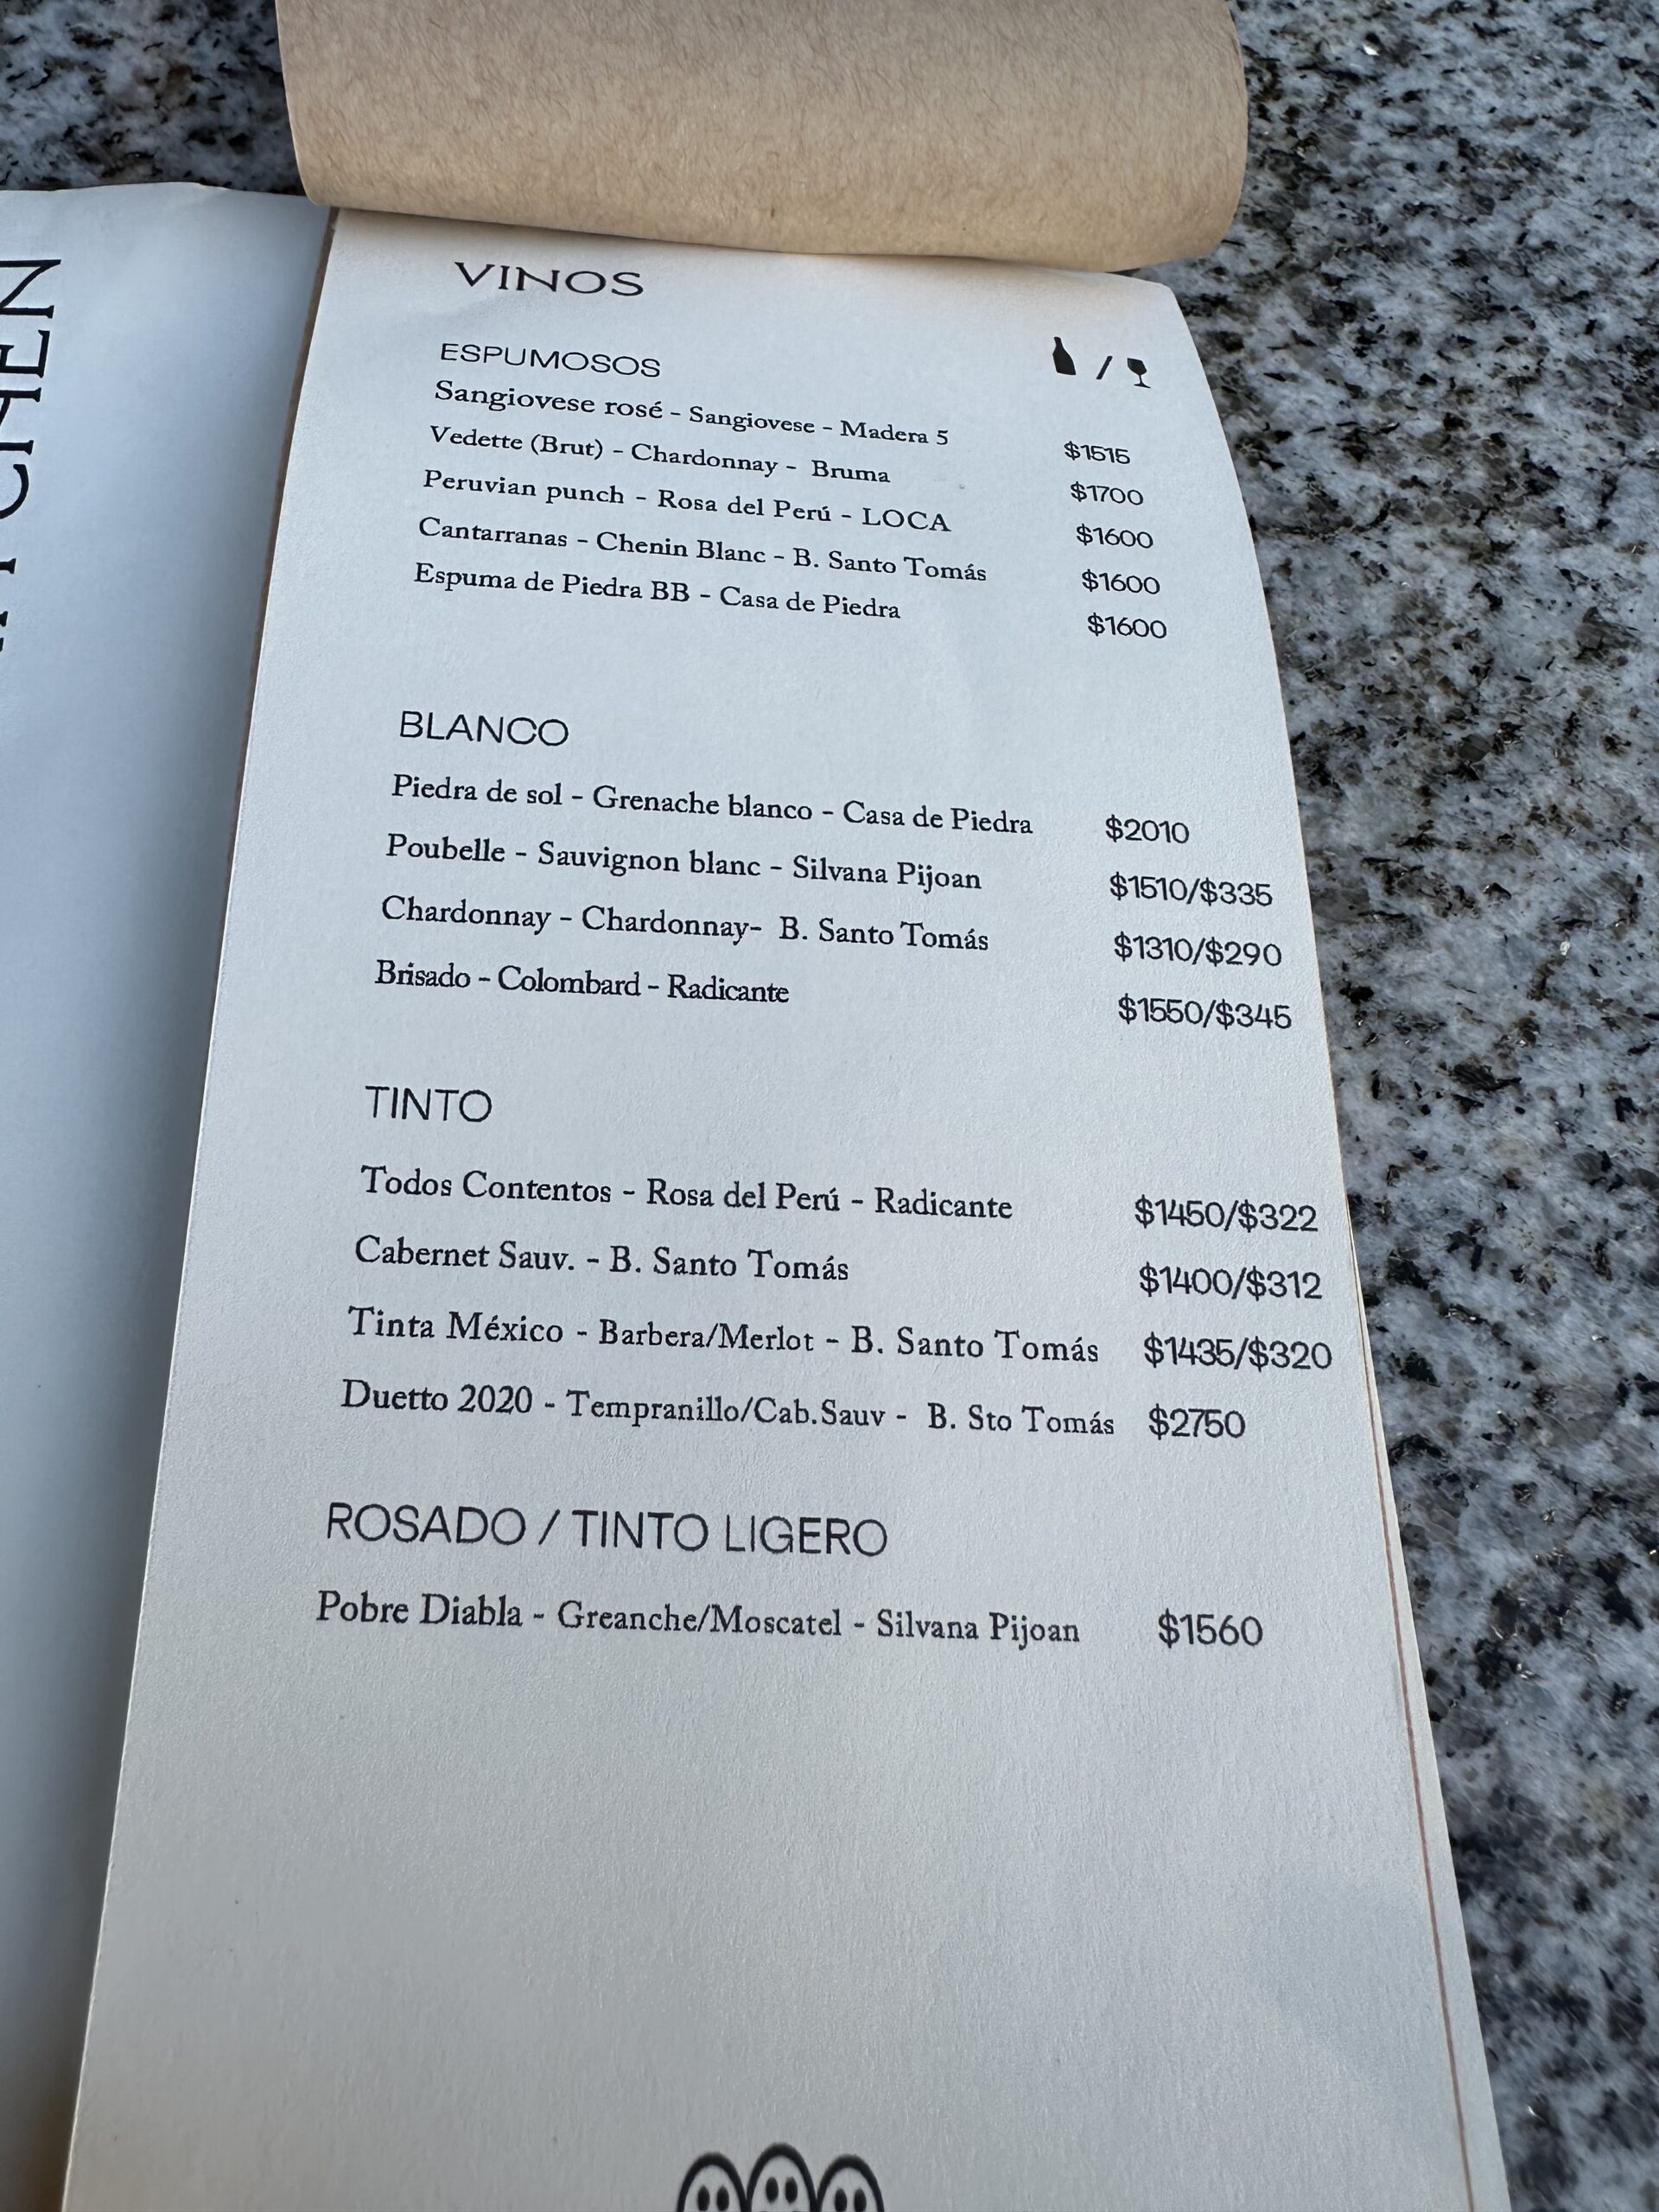 VINOS
ESPUMOSOS /
Sangiovese rosé - Sangiovese - Madera 5 $1515
Vedette (Brut) - Chardonnay - Bruma $1700
Peruvian punch - Rosa del Perú - LOCA $1600
Cantarranas - Chenin Blanc - B. Santo Tomás $1600
Espuma de Piedra BB - Casa de Piedra $1600
BLANCO
Piedra de sol - Grenache blanco - Casa de Piedra $2010
Poubelle - Sauvignon blanc - Silvana Pijoan $1510/$335
Chardonnay - Chardonnay- B. Santo Tomás $1310/$290
Brisado - Colombard - Radicante $1550/$345
TINTO
Todos Contentos - Rosa del Perú - Radicante $1450/$322
Cabernet Sauv. - B. Santo Tomás $1400/$312
Tinta México - Barbera/Merlot - B. Santo Tomás $1435/$320
Duetto 2020 - Tempranillo/Cab.Sauv - B. Sto Tomás $2750
ROSADO / TINTO LIGERO
Pobre Diabla - Greanche/Moscatel - Silvana Pijoan $1560